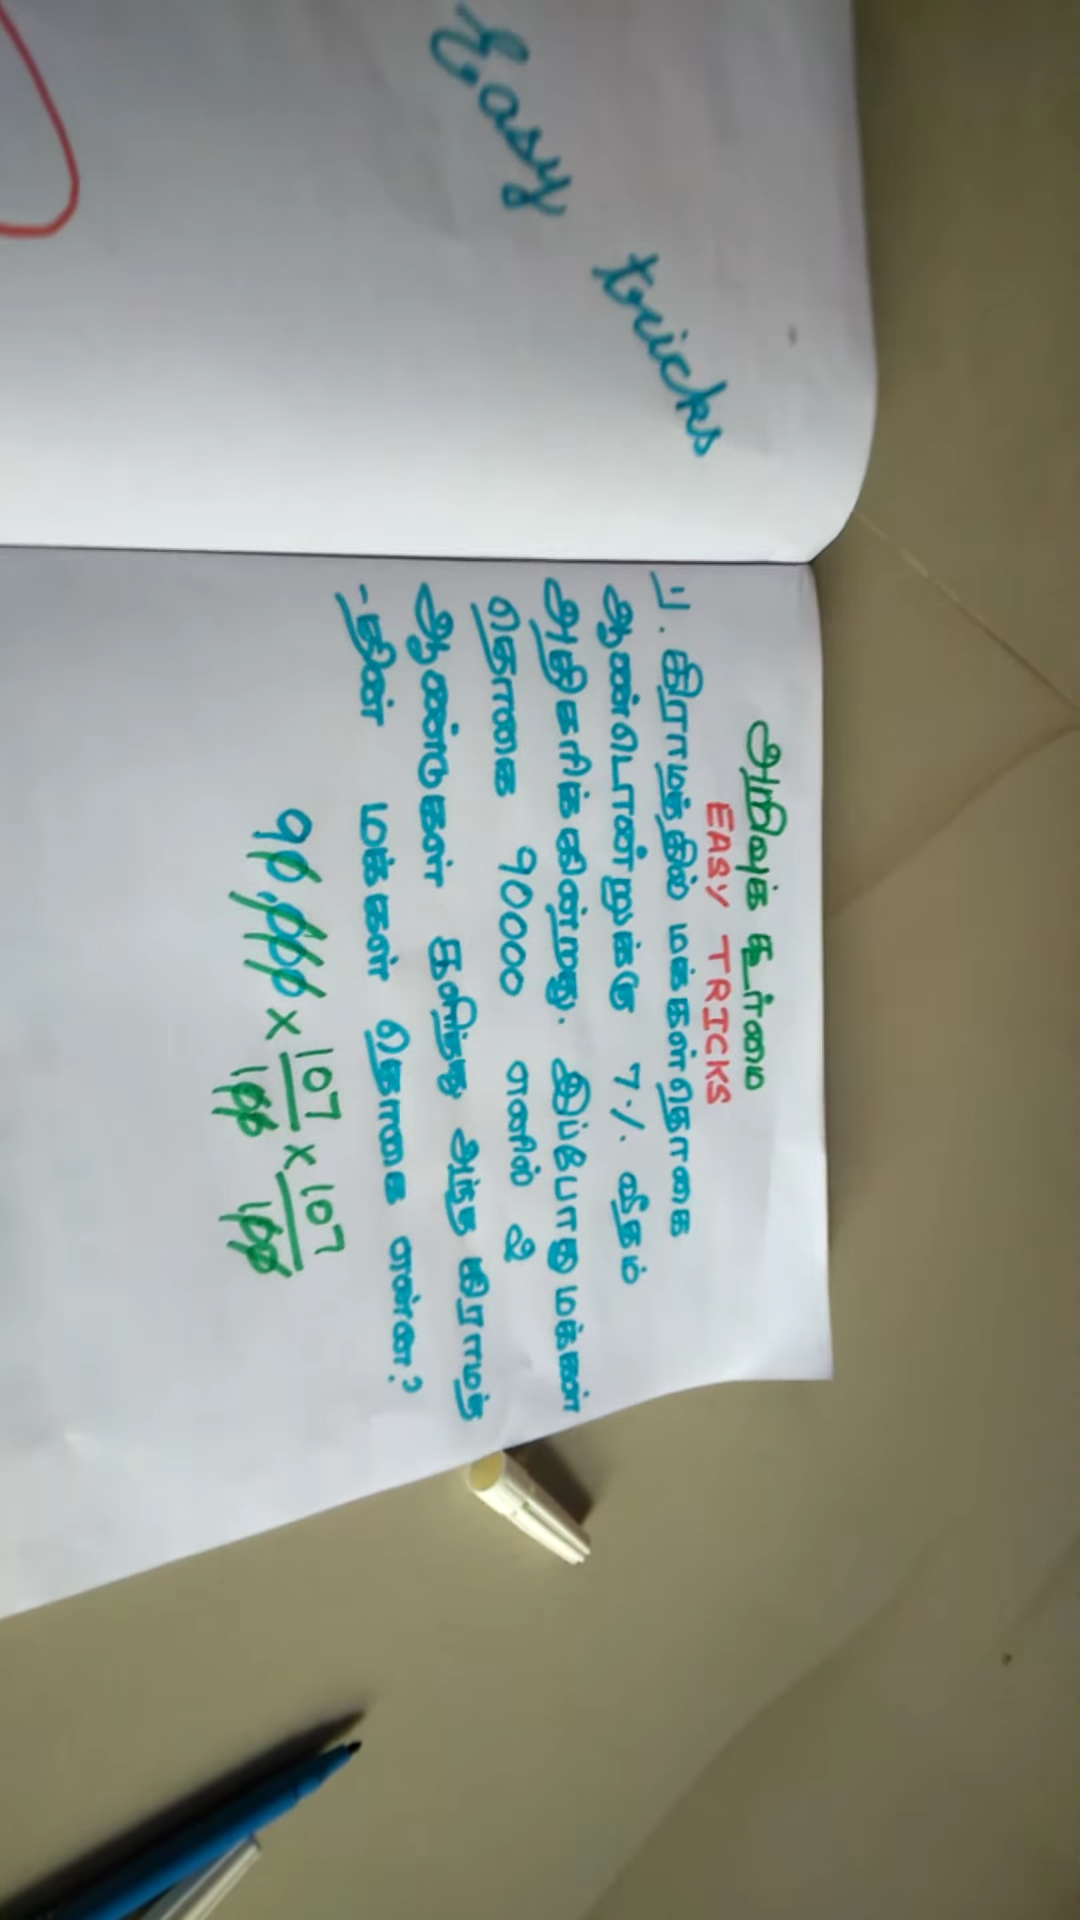 Easy
tricks
அறிவுக் கூர்மை
EASY TRICKS
1). கிராமத்தில் மக்கள்தொகை
ஆண்டொன்றுக்கு 7% வீதம்
அதிகரிக்கின்றது. இப்போது மக்கள்
தொகை 90000 எனில் 2
ஆண்டுகள் கழித்து அந்த கிராமத்
-தின் மக்கள் தொகை என்ன?
90,000 × 107/100 × 107/100